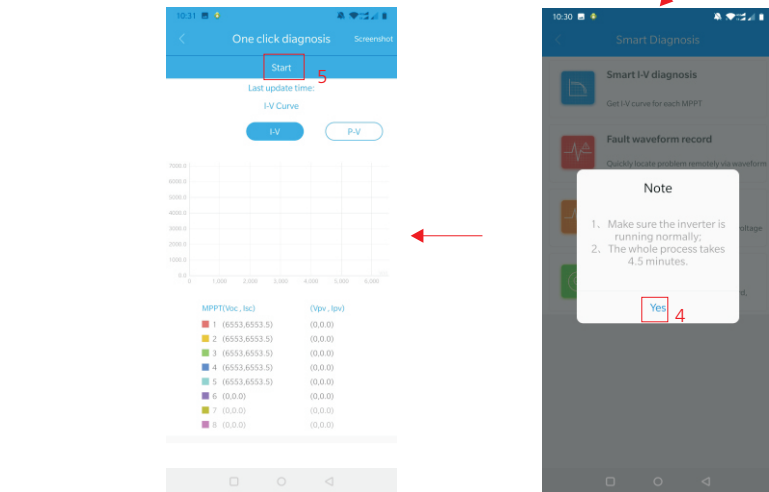 10:31
One click diagnosis
Screenshot
Start
5
Last update time:
I-V Curve
I-V
P-V
7000.0
6000.0
5000.0
4000.0
3000.0
2000.0
1000.0
0.0
0 1,000 2,000 3,000 4,000 5,000 6,000
MPPT(Voc , Isc) (Vpv , Ipv)
1 (6553,6553.5) (0,0.0)
2 (6553,6553.5) (0,0.0)
3 (6553,6553.5) (0,0.0)
4 (6553,6553.5) (0,0.0)
5 (6553,6553.5) (0,0.0)
6 (0,0.0) (0,0.0)
7 (0,0.0) (0,0.0)
8 (0,0.0) (0,0.0)
10:30
Smart Diagnosis
Smart I-V diagnosis
Get I-V curve for each MPPT
Fault waveform record
Quickly locate problem remotely via waveform
Note
1. Make sure the inverter is
running normally;
2. The whole process takes
4.5 minutes.
Yes
4